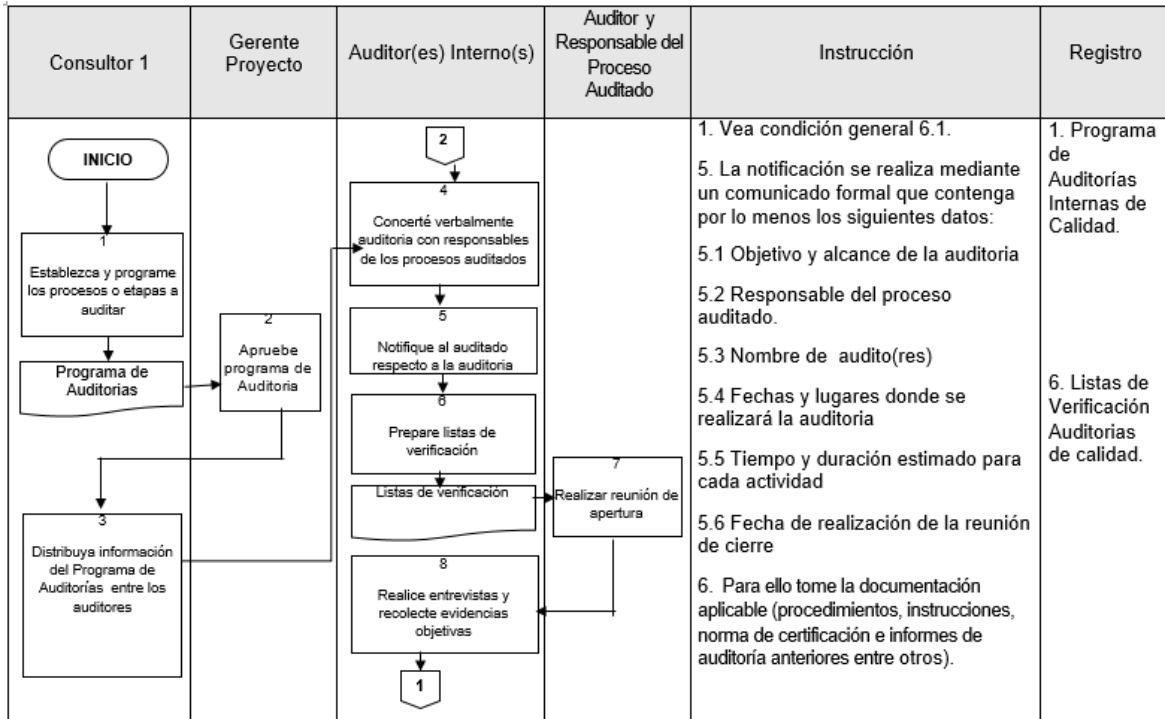 Consultor 1
Gerente
Proyecto
Auditor(es) Interno(s)
Auditor y
Responsable del
Proceso
Auditado
Instrucción
Registro
INICIO
1
Establezca y programe
los procesos o etapas a
auditar
Programa de
Auditorias
2
Apruebe
programa de
Auditoria
3
Distribuya información
del Programa de
Auditorías entre los
auditores
2
4
Concerté verbalmente
auditoria con responsables
de los procesos auditados
5
Notifique al auditado
respecto a la auditoria
6
Prepare listas de
verificación
Listas de verificación
7
Realizar reunión de
apertura
8
Realice entrevistas y
recolecte evidencias
objetivas
1
1. Vea condición general 6.1.
5. La notificación se realiza mediante
un comunicado formal que contenga
por lo menos los siguientes datos:
5.1 Objetivo y alcance de la auditoria
5.2 Responsable del proceso
auditado.
5.3 Nombre de audito(res)
5.4 Fechas y lugares donde se
realizará la auditoria
5.5 Tiempo y duración estimado para
cada actividad
5.6 Fecha de realización de la reunión
de cierre
6. Para ello tome la documentación
aplicable (procedimientos, instrucciones,
norma de certificación e informes de
auditoría anteriores entre otros).
1. Programa
de
Auditorías
Internas de
Calidad.
6. Listas de
Verificación
Auditorias
de calidad.